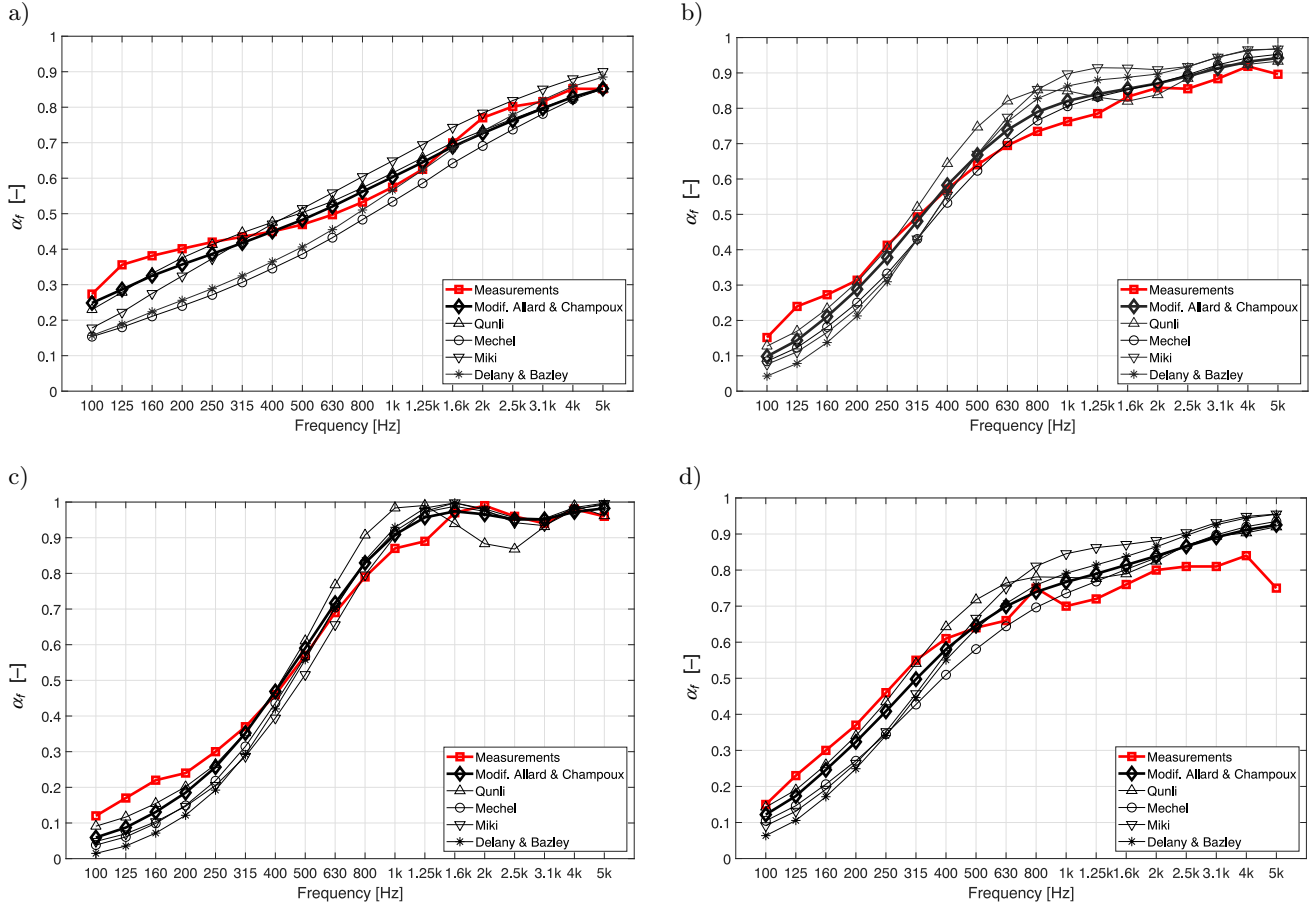 a)
1
0.9
0.8
0.7
0.6
0.5
0.4
0.3
0.2
0.1
0
α_f [−]
100 125 160 200 250 315 400 500 630 800 1k 1.25k 1.6k 2k 2.5k 3.1k 4k 5k
Frequency [Hz]
Measurements
Modif. Allard & Champoux
Qunli
Mechel
Miki
Delany & Bazley
b)
1
0.9
0.8
0.7
0.6
0.5
0.4
0.3
0.2
0.1
0
α_f [−]
100 125 160 200 250 315 400 500 630 800 1k 1.25k 1.6k 2k 2.5k 3.1k 4k 5k
Frequency [Hz]
Measurements
Modif. Allard & Champoux
Qunli
Mechel
Miki
Delany & Bazley
c)
1
0.9
0.8
0.7
0.6
0.5
0.4
0.3
0.2
0.1
0
α_f [−]
100 125 160 200 250 315 400 500 630 800 1k 1.25k 1.6k 2k 2.5k 3.1k 4k 5k
Frequency [Hz]
Measurements
Modif. Allard & Champoux
Qunli
Mechel
Miki
Delany & Bazley
d)
1
0.9
0.8
0.7
0.6
0.5
0.4
0.3
0.2
0.1
0
α_f [−]
100 125 160 200 250 315 400 500 630 800 1k 1.25k 1.6k 2k 2.5k 3.1k 4k 5k
Frequency [Hz]
Measurements
Modif. Allard & Champoux
Qunli
Mechel
Miki
Delany & Bazley